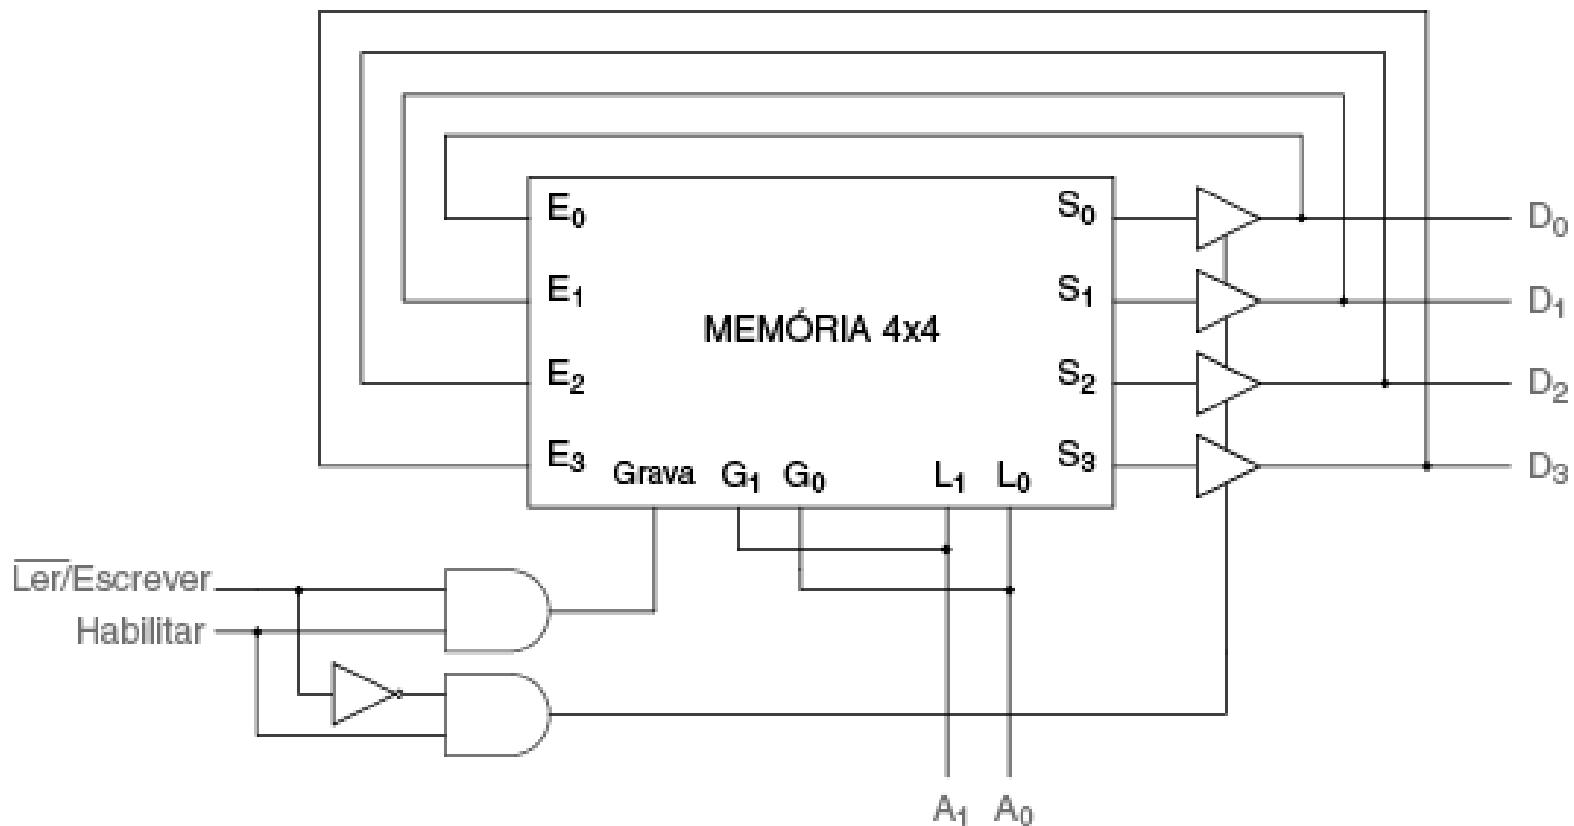 E0
S0
D0
E1
S1
D1
MEMÓRIA 4x4
E2
S2
D2
E3
S3
D3
Grava G1 G0 L1 L0
Ler/Escrever
Habilitar
A1 A0